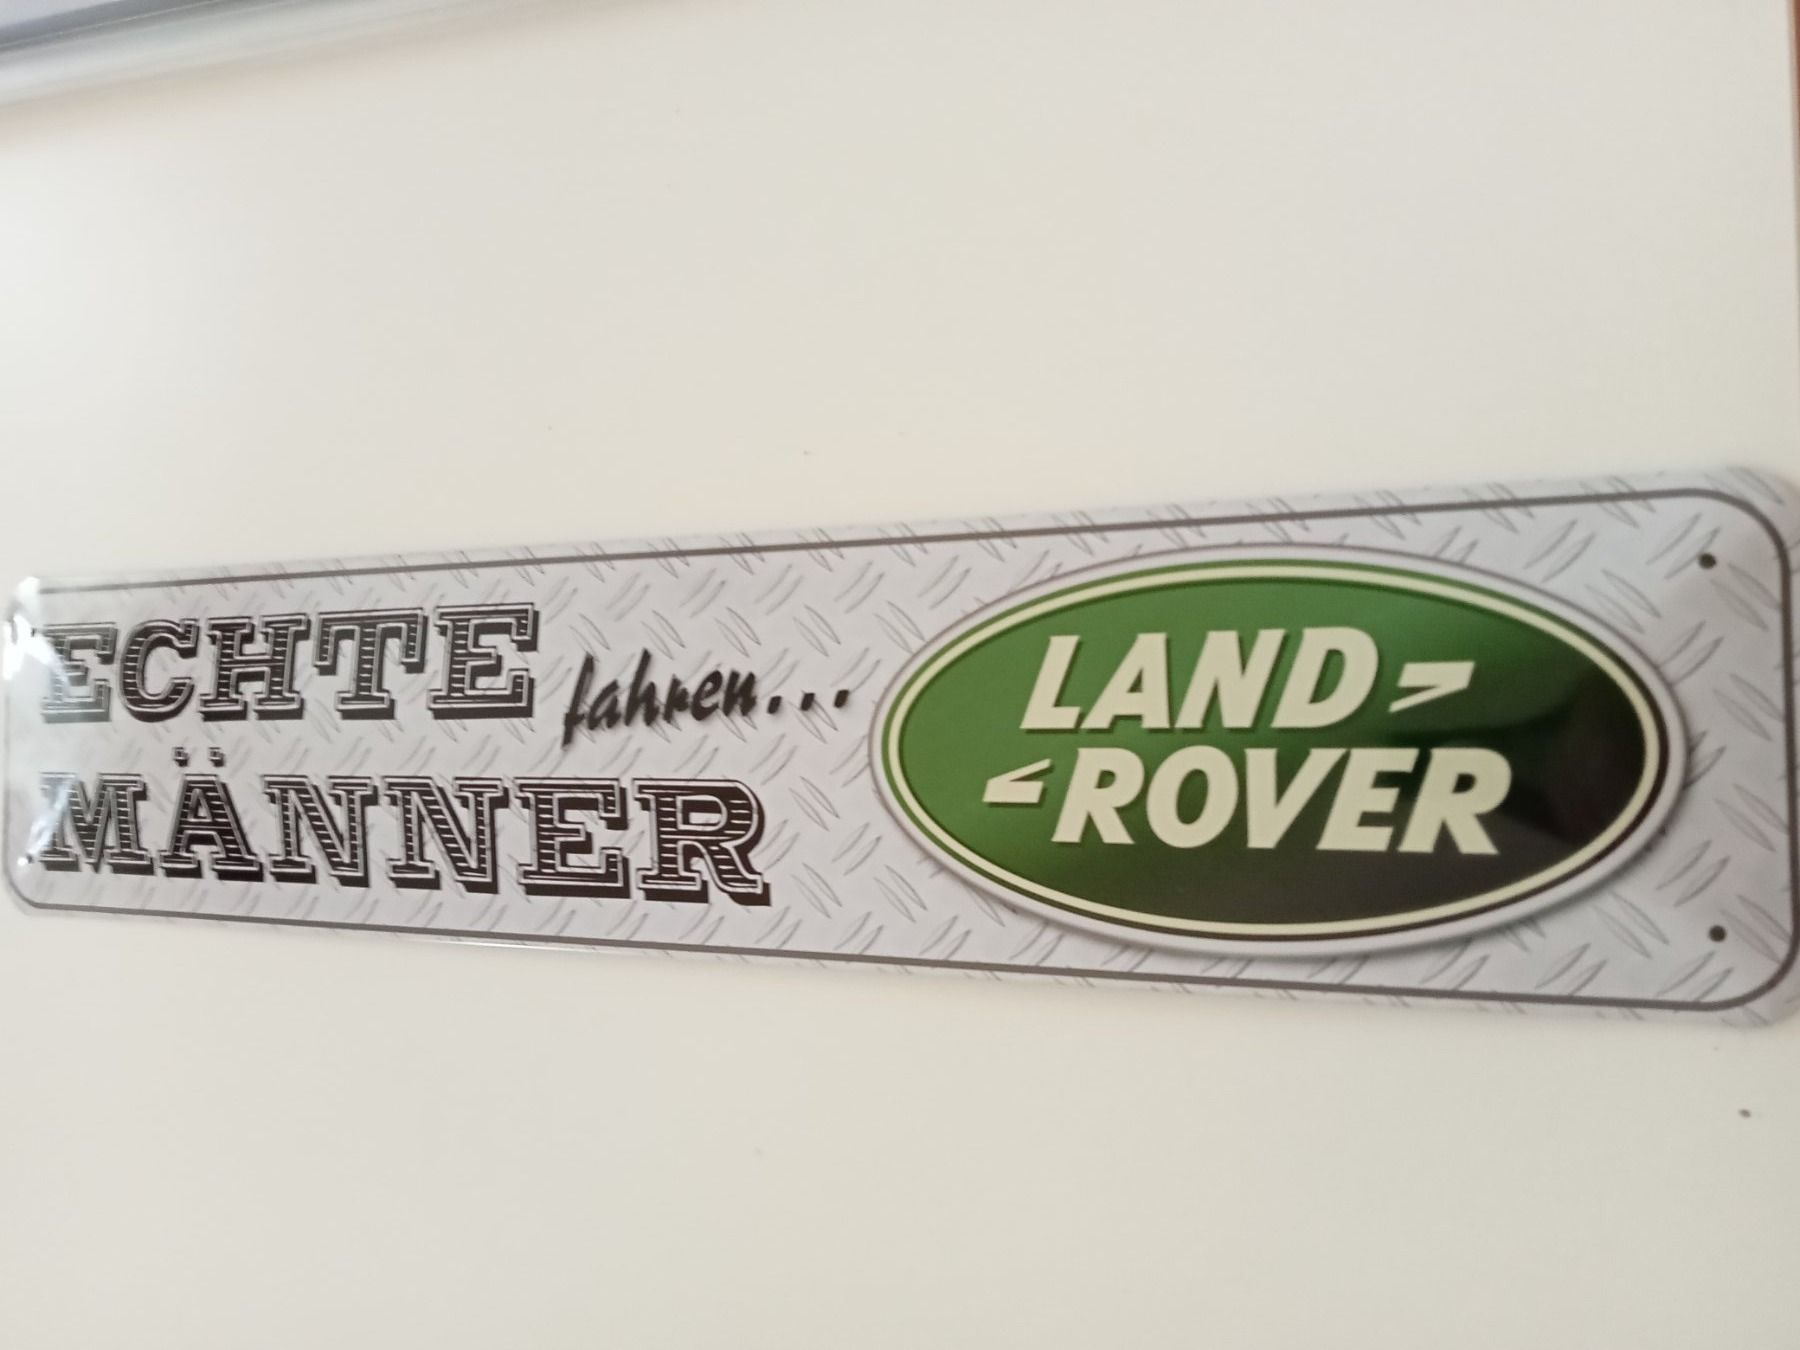 ECHTE
MÄNNER
fahren...
LAND
ROVER